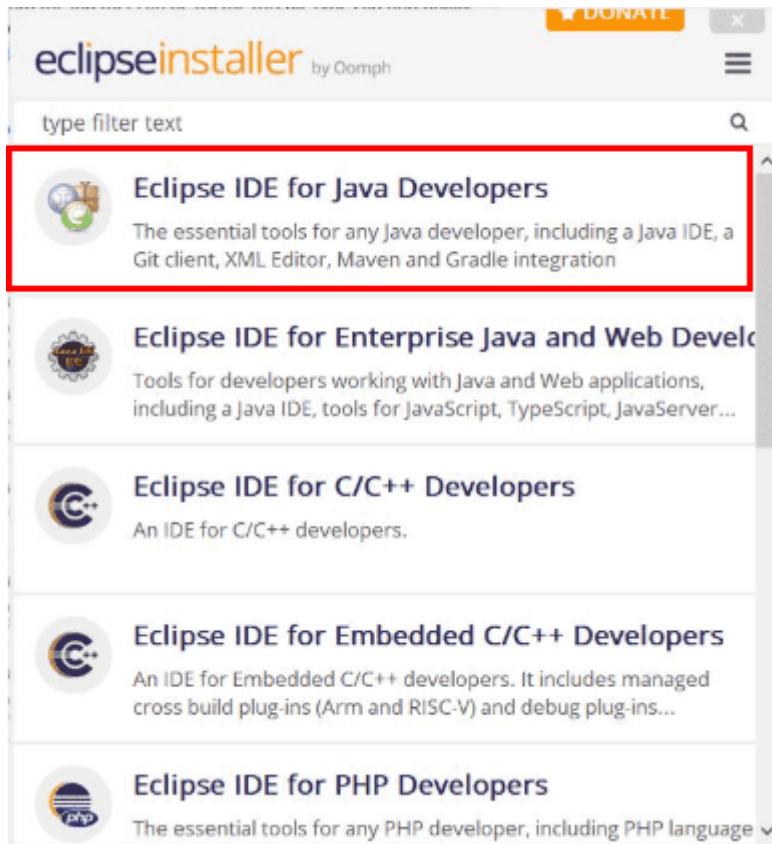 DONATE
eclipseinstaller by Oomph
type filter text
Eclipse IDE for Java Developers
The essential tools for any Java developer, including a Java IDE, a
Git client, XML Editor, Maven and Gradle integration
Eclipse IDE for Enterprise Java and Web Develo
Tools for developers working with Java and Web applications,
including a Java IDE, tools for JavaScript, TypeScript, JavaServer...
Eclipse IDE for C/C++ Developers
An IDE for C/C++ developers.
Eclipse IDE for Embedded C/C++ Developers
An IDE for Embedded C/C++ developers. It includes managed
cross build plug-ins (Arm and RISC-V) and debug plug-ins...
php
Eclipse IDE for PHP Developers
The essential tools for any PHP developer, including PHP language